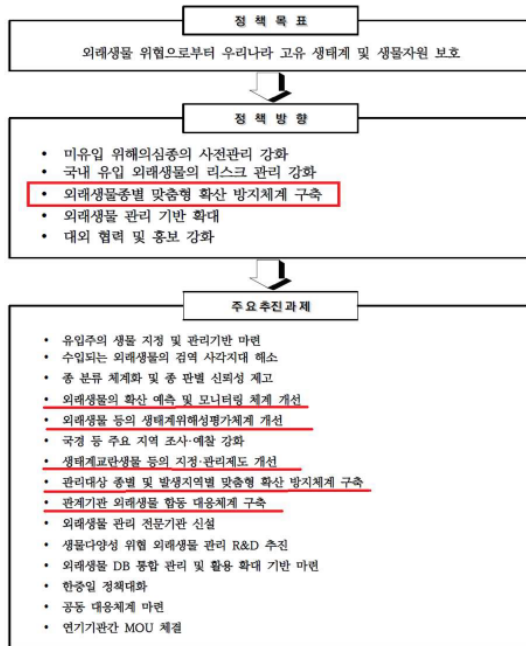 정 책 목 표
외래생물 위협으로부터 우리나라 고유 생태계 및 생물자원 보호
정 책 방 향
• 미유입 위해의심종의 사전관리 강화
• 국내 유입 외래생물의 리스크 관리 강화
• 외래생물종별 맞춤형 확산 방지체계 구축
• 외래생물 관리 기반 확대
• 대외 협력 및 홍보 강화
주요추진과제
• 유입주의 생물 지정 및 관리기반 마련
• 수입되는 외래생물의 검역 사각지대 해소
• 종 분류 체계화 및 종 판별 신뢰성 제고
• 외래생물의 확산 예측 및 모니터링 체계 개선
• 외래생물 등의 생태계위해성평가체계 개선
• 국경 등 주요 지역 조사·예찰 강화
• 생태계교란생물 등의 지정·관리제도 개선
• 관리대상 종별 및 발생지역별 맞춤형 확산 방지체계 구축
• 관계기관 외래생물 합동 대응체계 구축
• 외래생물 관리 전문기관 신설
• 생물다양성 위협 외래생물 관리 R&D 추진
• 외래생물 DB 통합 관리 및 활용 확대 기반 마련
• 한중일 정책대화
• 공동 대응체계 마련
• 연기기관간 MOU 체결